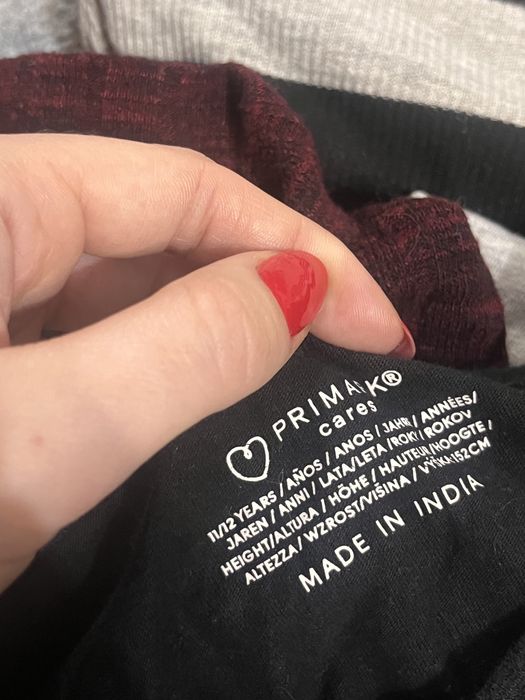 PRIMARK®
cares
11/12 YEARS / AÑOS / ANOS / JAHRE / ANNÉES/
JAREN / ANNI / LATA/LETA /ROKY / ROKOV
HEIGHT/ALTURA / HÖHE / HAUTEUR/HOOGTE /
ALTEZZA / WZROST/VIŠINA / VÝŠKA:152CM
MADE IN INDIA